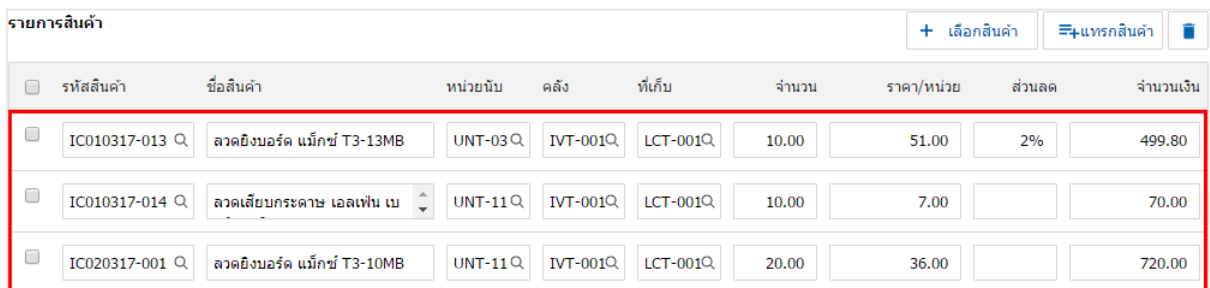 รายการสินค้า
+ เลือกสินค้า
แทรกสินค้า
รหัสสินค้า ชื่อสินค้า หน่วยนับ คลัง ที่เก็บ จำนวน ราคา/หน่วย ส่วนลด จำนวนเงิน
IC010317-013 ลวดยิงบอร์ด แม็กซ์ T3-13MB UNT-03 IVT-001 LCT-001 10.00 51.00 2% 499.80
IC010317-014 ลวดเสียบกระดาษ เอลเฟ่น เบ UNT-11 IVT-001 LCT-001 10.00 7.00 70.00
IC020317-001 ลวดยิงบอร์ด แม็กซ์ T3-10MB UNT-11 IVT-001 LCT-001 20.00 36.00 720.00